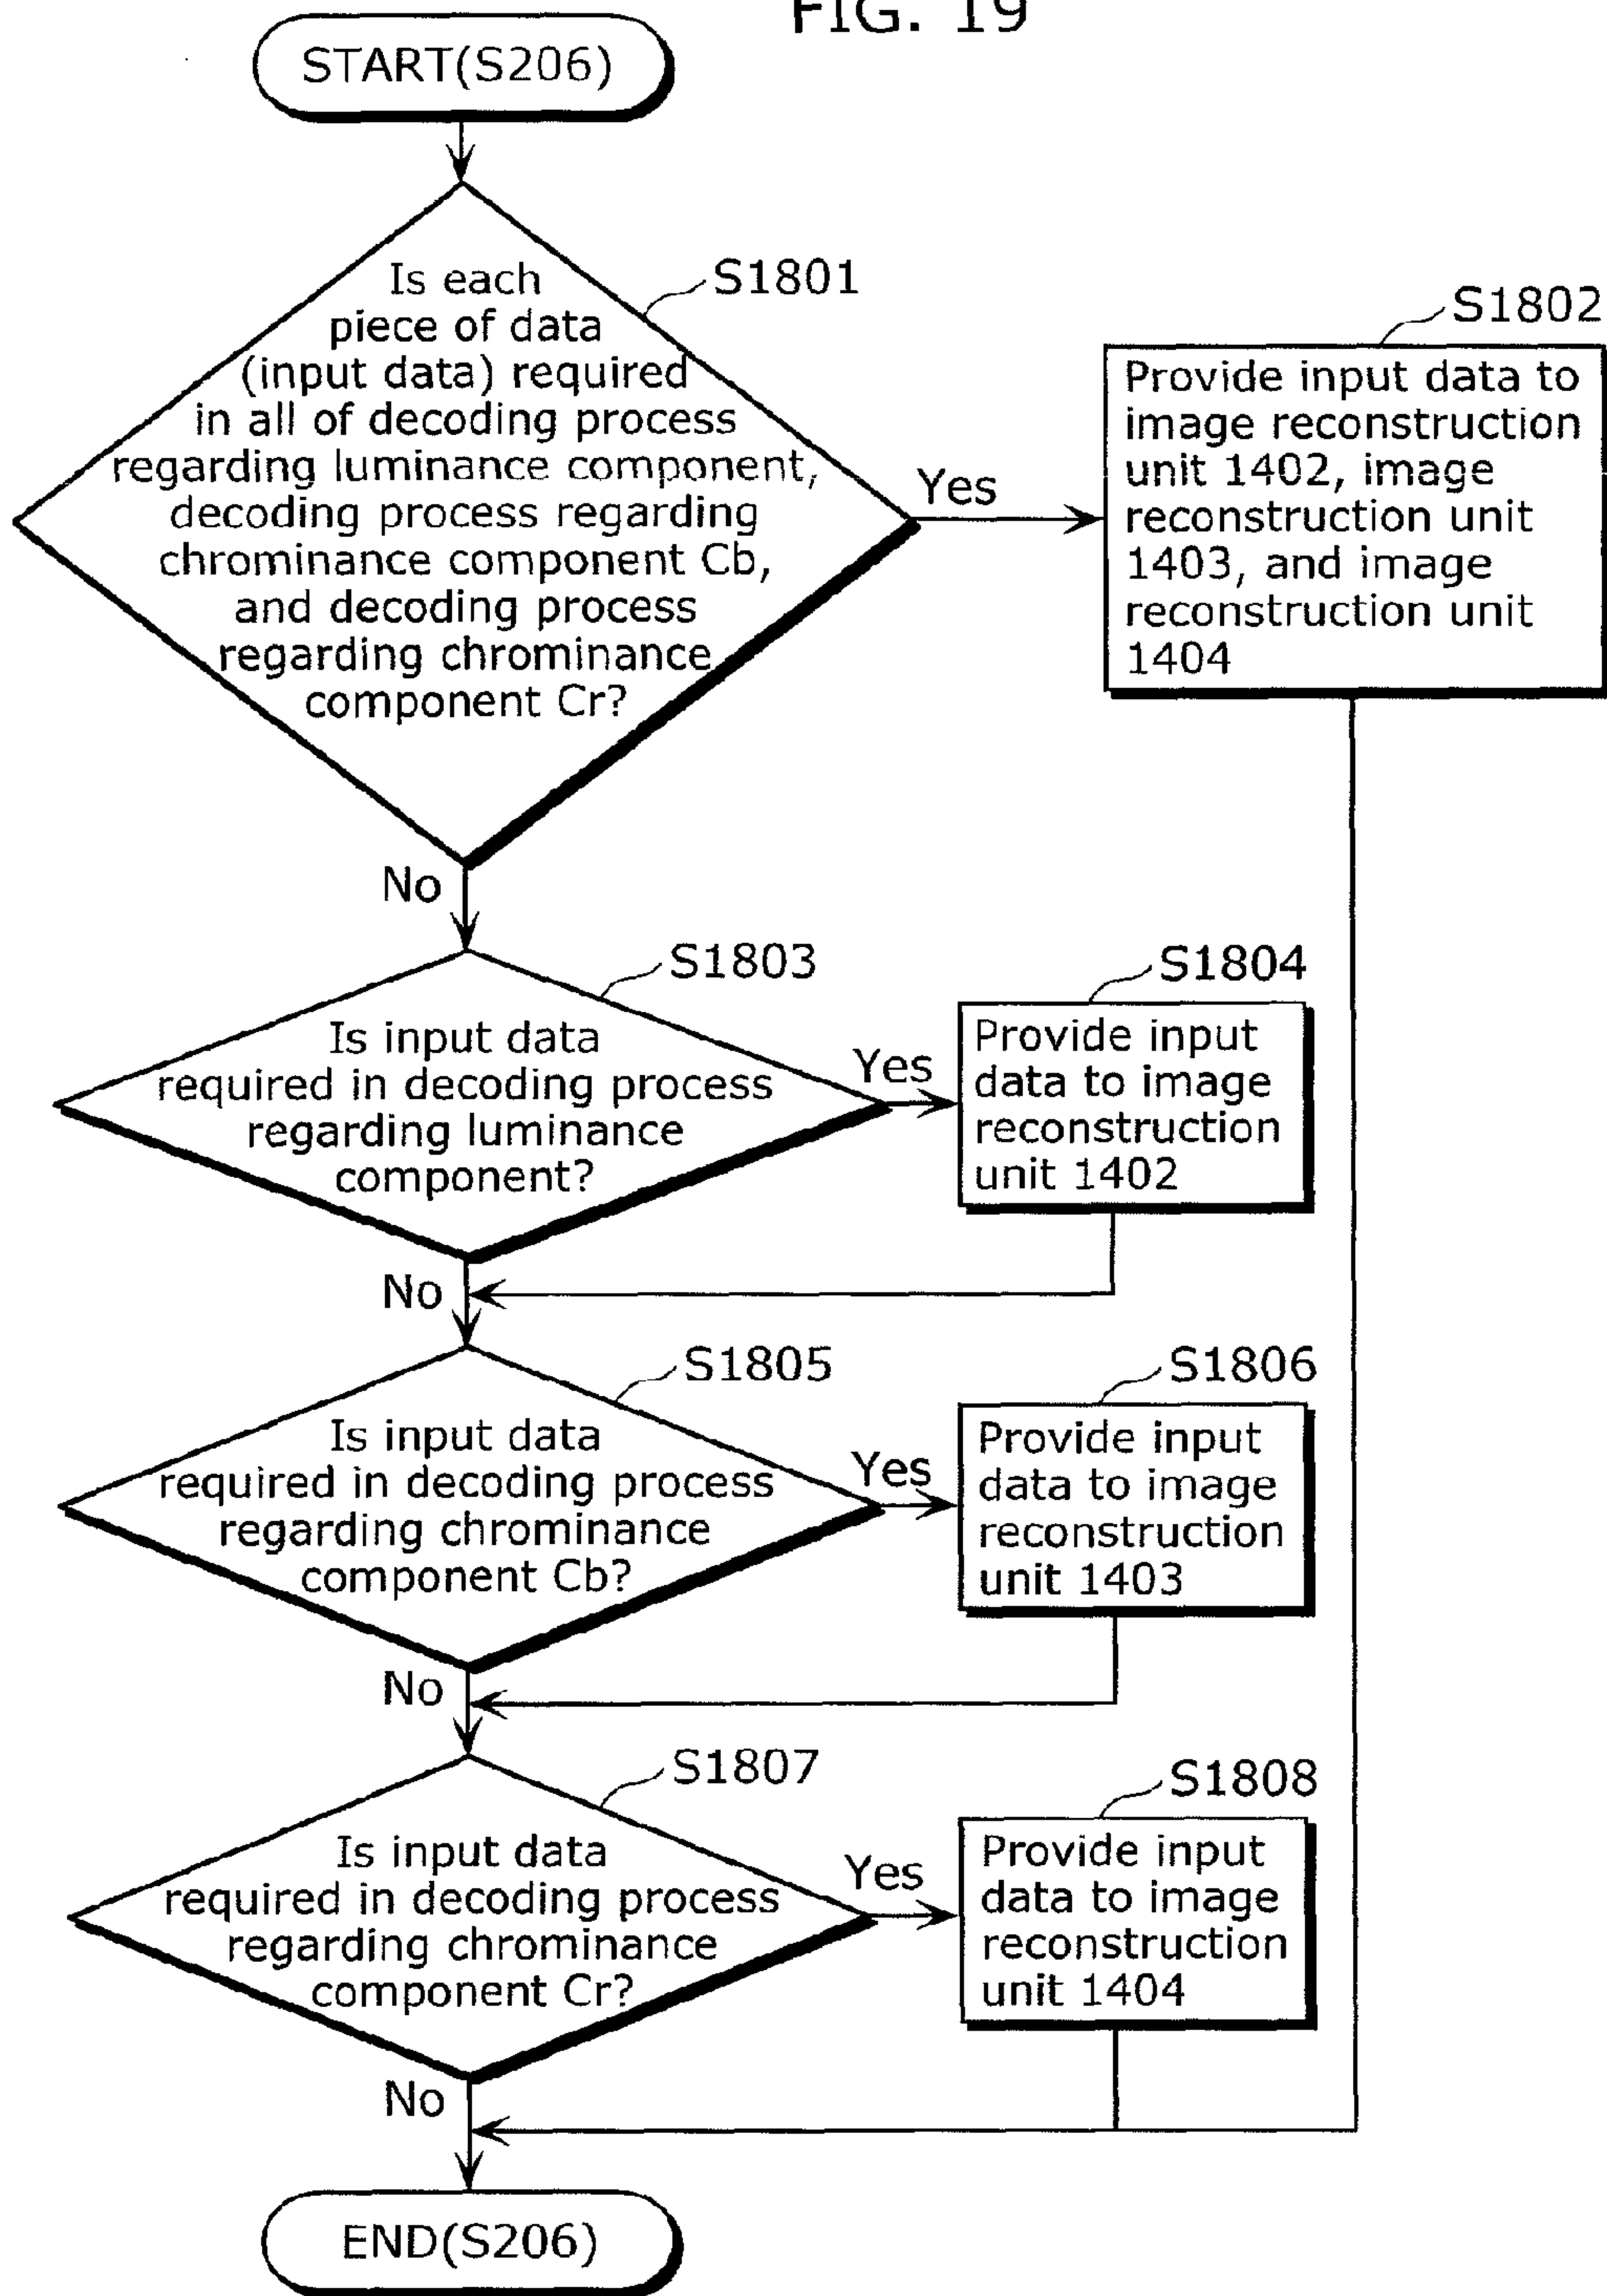 FIG. 19
START(S206)
Is each
piece of data
(input data) required
in all of decoding process
regarding luminance component,
decoding process regarding
chrominance component Cb,
and decoding process
regarding chrominance
component Cr?
S1801
Yes
S1802
Provide input data to
image reconstruction
unit 1402, image
reconstruction unit
1403, and image
reconstruction unit
1404
No
S1803
Is input data
required in decoding process
regarding luminance
component?
Yes
S1804
Provide input
data to image
reconstruction
unit 1402
No
S1805
Is input data
required in decoding process
regarding chrominance
component Cb?
Yes
S1806
Provide input
data to image
reconstruction
unit 1403
No
S1807
Is input data
required in decoding process
regarding chrominance
component Cr?
Yes
S1808
Provide input
data to image
reconstruction
unit 1404
No
END(S206)